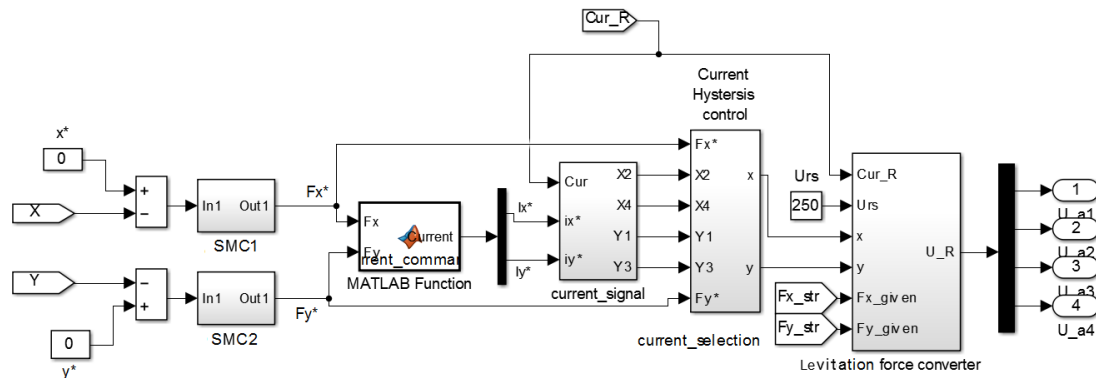 Cur_R
Current
Hystersis
control
x*
0
X
+
−
In1 Out1
SMC1
Fx*
Fx
Fy
Current
rrent_commar
MATLAB Function
Ix*
Iy*
Cur
ix*
iy*
X2
X4
Y1
Y3
current_signal
Fx*
X2
X4
Y1
Y3
Fy*
x
y
current_selection
Urs
250
Cur_R
Urs
x
y
Fx_given
Fy_given
U_R
Fx_str
Fy_str
Levitation force converter
1
U_a1
2
U_a2
3
U_a3
4
U_a4
Y
−
+
In1 Out1
SMC2
Fy*
0
y*